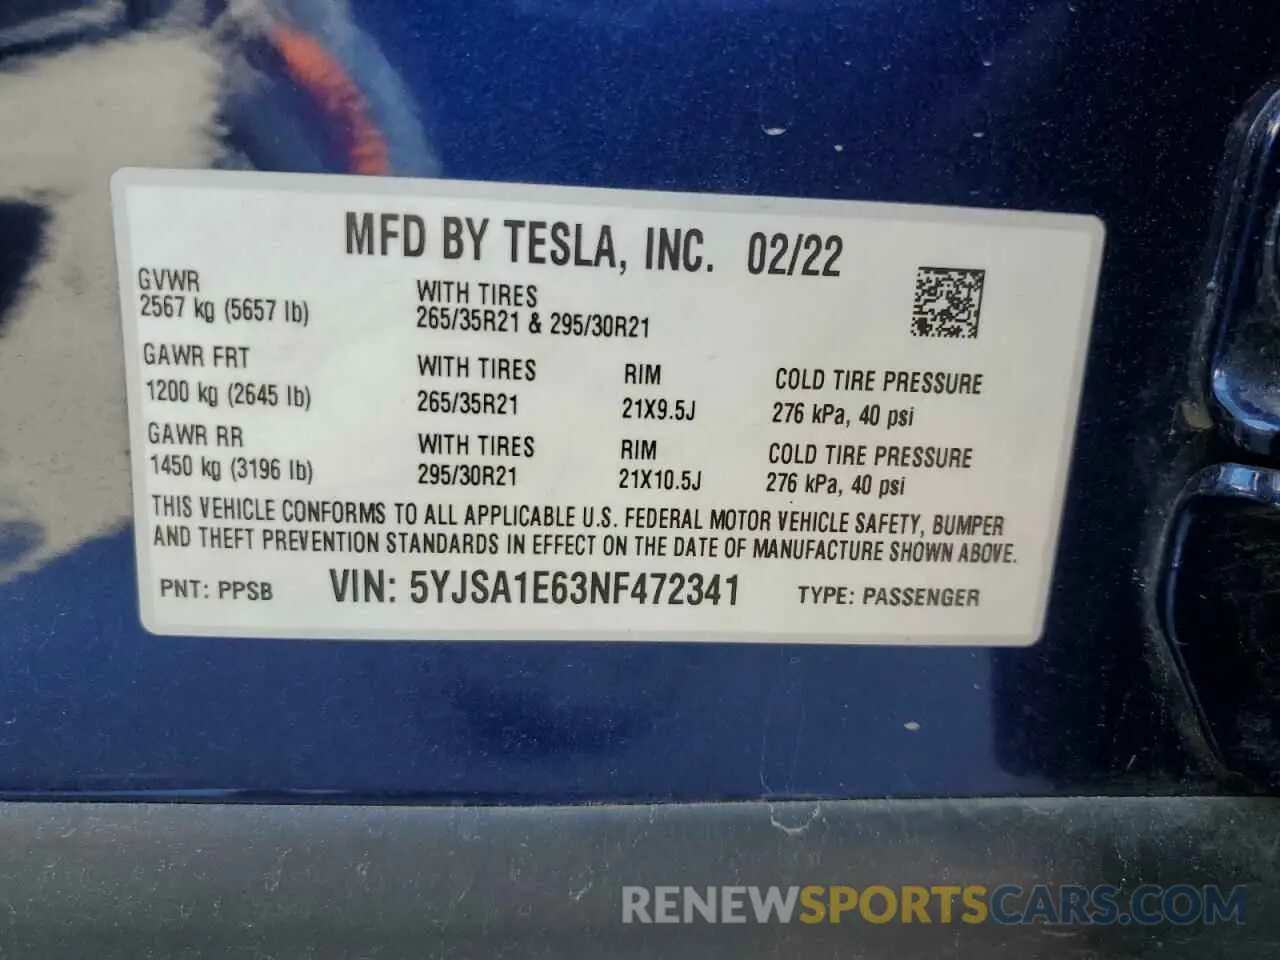 MFD BY TESLA, INC. 02/22
GVWR
2567 kg (5657 lb)
WITH TIRES
265/35R21 & 295/30R21
GAWR FRT
1200 kg (2645 lb)
WITH TIRES
265/35R21
RIM
21X9.5J
COLD TIRE PRESSURE
276 kPa, 40 psi
GAWR RR
1450 kg (3196 lb)
WITH TIRES
295/30R21
RIM
21X10.5J
COLD TIRE PRESSURE
276 kPa, 40 psi
THIS VEHICLE CONFORMS TO ALL APPLICABLE U.S. FEDERAL MOTOR VEHICLE SAFETY, BUMPER
AND THEFT PREVENTION STANDARDS IN EFFECT ON THE DATE OF MANUFACTURE SHOWN ABOVE.
PNT: PPSB VIN: 5YJSA1E63NF472341 TYPE: PASSENGER
RENEWSPORTSCARS.COM